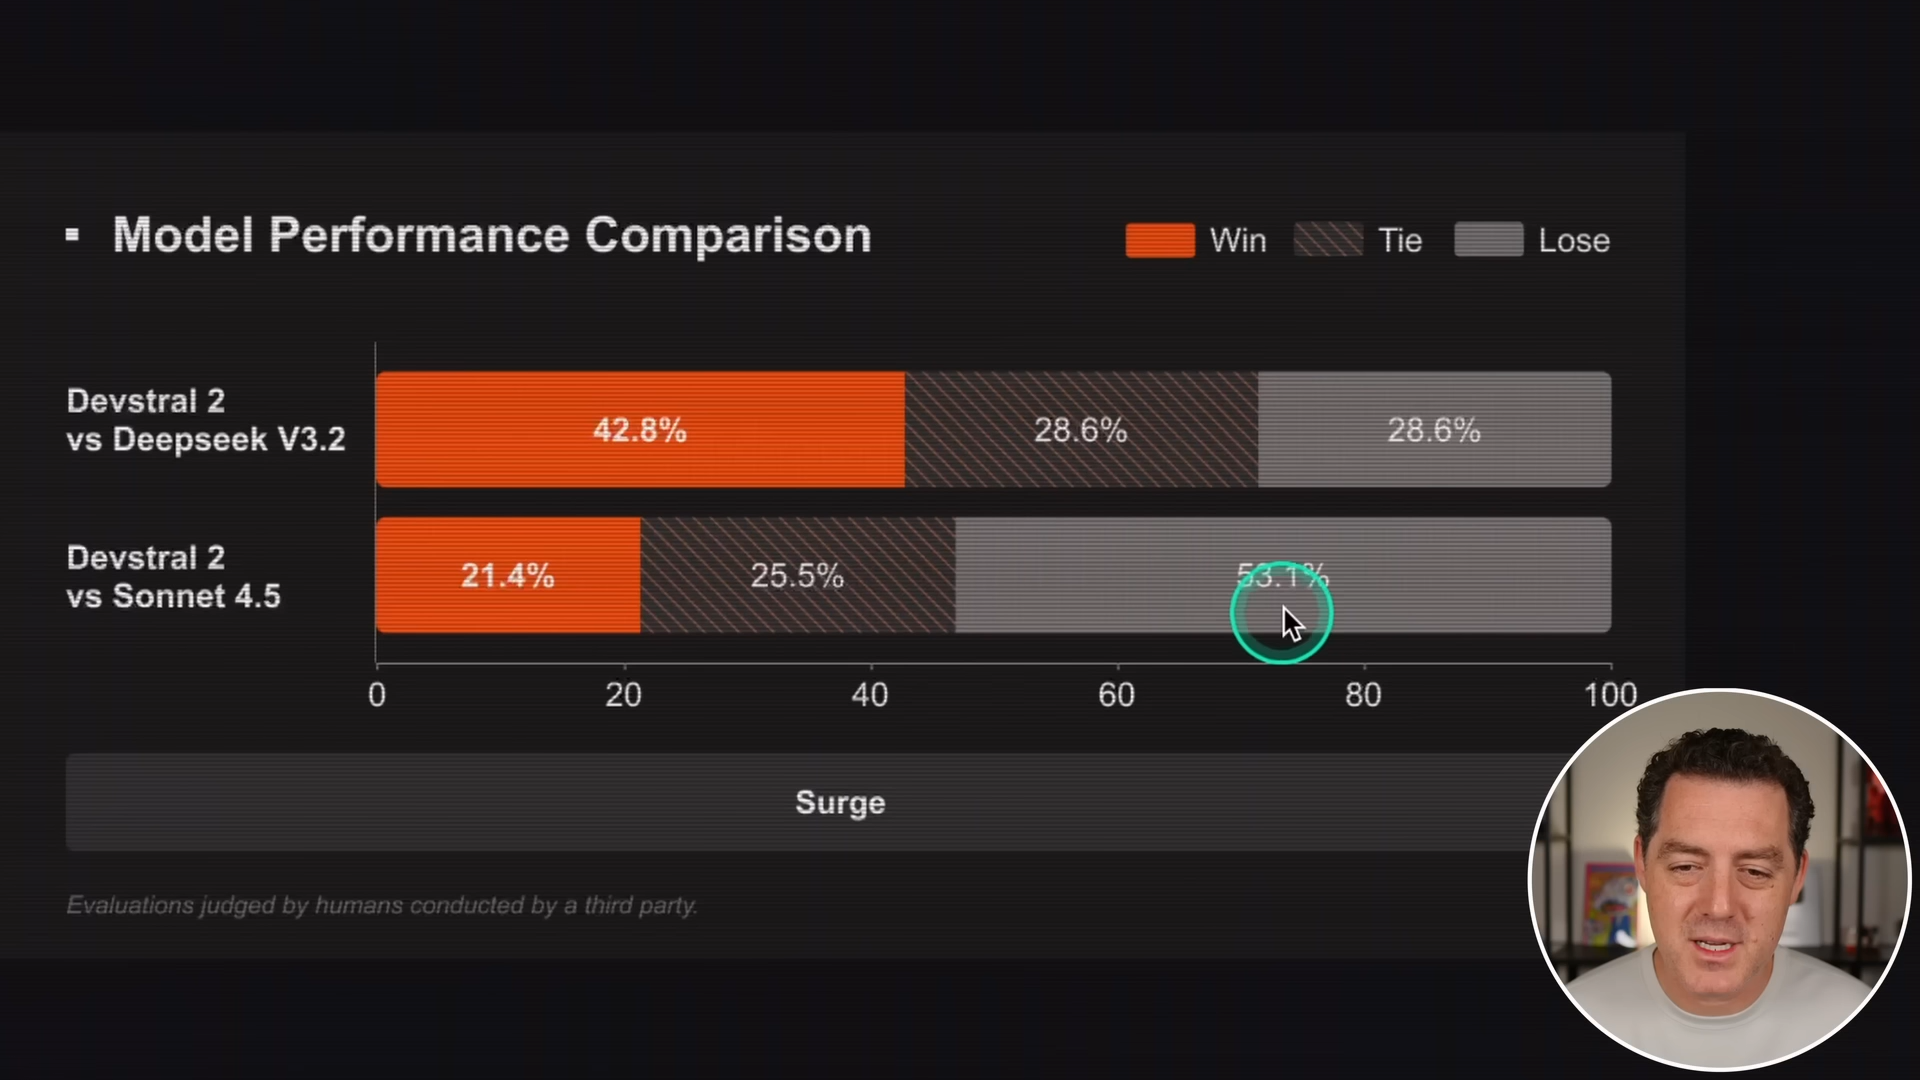 Model Performance Comparison
Win
Tie
Lose
Devstral 2
vs Deepseek V3.2
42.8%
28.6%
28.6%
Devstral 2
vs Sonnet 4.5
21.4%
25.5%
53.1%
0
20
40
60
80
100
Surge
Evaluations judged by humans conducted by a third party.